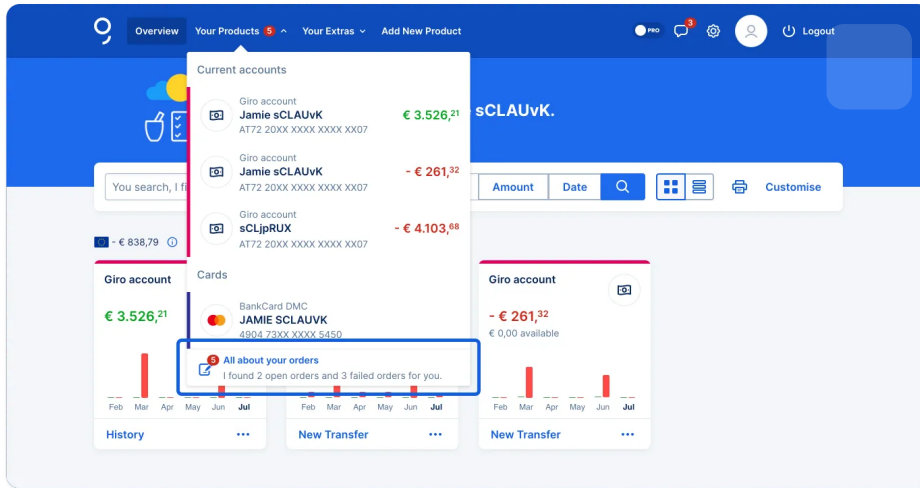 Overview Your Products 5 Your Extras Add New Product PRO 3 Logout
Current accounts
Giro account
Jamie sCLAUvK € 3.526,21
AT72 20XX XXXX XXXX XX07
Giro account
Jamie sCLAUvK - € 261,32
AT72 20XX XXXX XXXX XX07
Giro account
sCLjpRUX - € 4.103,68
AT72 20XX XXXX XXXX XX07
Cards
BankCard DMC
JAMIE SCLAUVK
4904 73XX XXXX 5450
5 All about your orders
I found 2 open orders and 3 failed orders for you.
sCLAUvK.
You search, I Amount Date Customise
- € 838,79
Giro account
€ 3.526,21
Feb Mar Apr May Jun Jul
History
Feb Mar Apr May Jun Jul
New Transfer
Giro account
- € 261,32
€ 0,00 available
Feb Mar Apr May Jun Jul
New Transfer